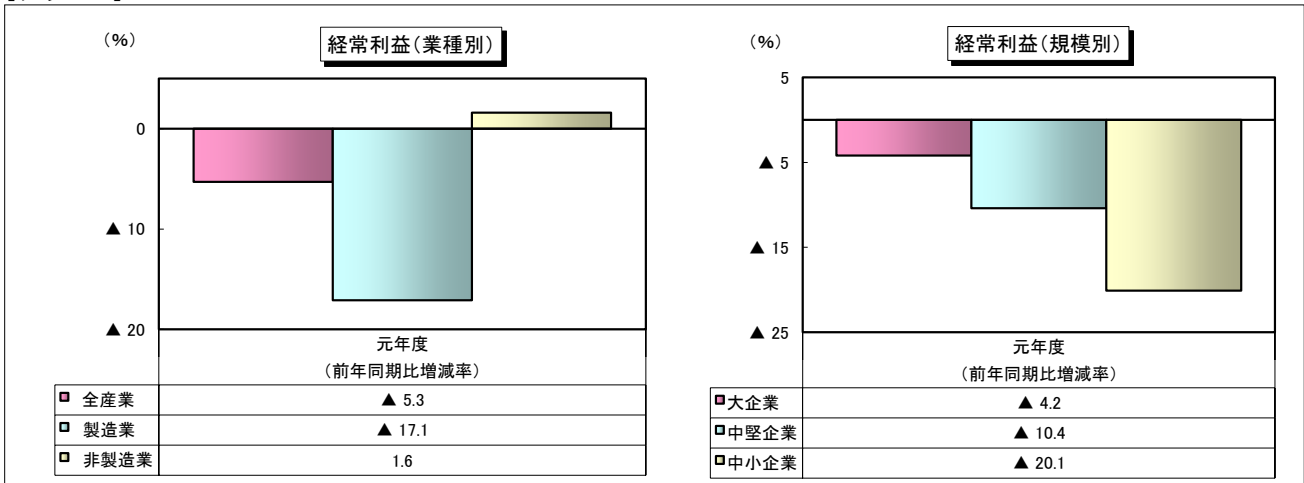 (%)
経常利益(業種別)
0
▲ 10
▲ 20
元年度
(前年同期比増減率)
全産業 ▲ 5.3
製造業 ▲ 17.1
非製造業 1.6
(%)
経常利益(規模別)
5
▲ 5
▲ 15
▲ 25
元年度
(前年同期比増減率)
大企業 ▲ 4.2
中堅企業 ▲ 10.4
中小企業 ▲ 20.1